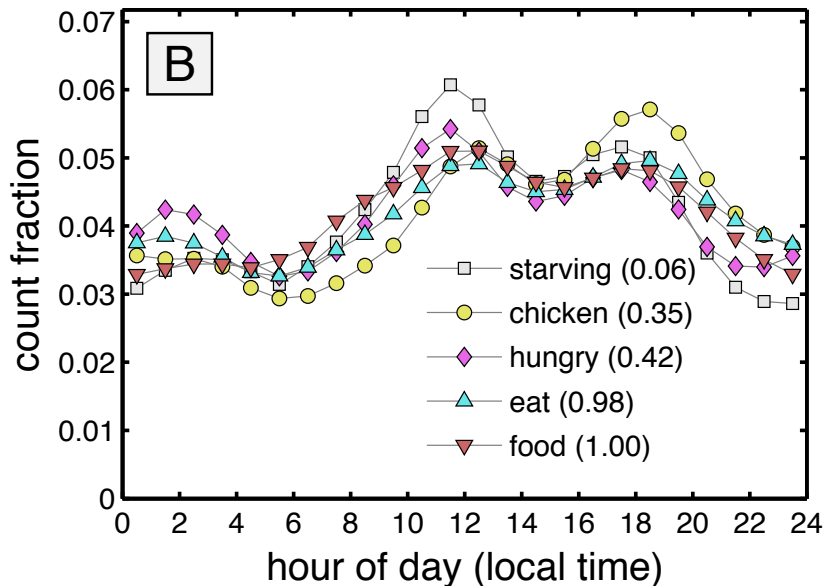 B
count fraction
0.07
0.06
0.05
0.04
0.03
0.02
0.01
0
starving (0.06)
chicken (0.35)
hungry (0.42)
eat (0.98)
food (1.00)
0 2 4 6 8 10 12 14 16 18 20 22 24
hour of day (local time)